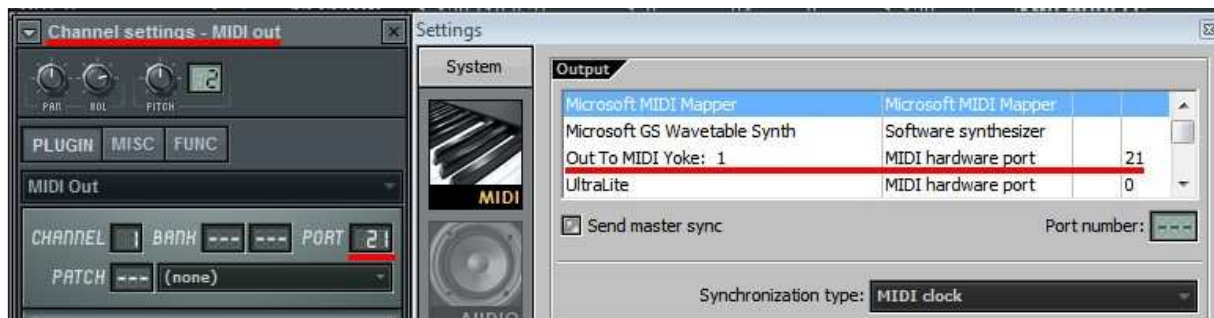 Channel settings - MIDI out
2
PAN VOL PITCH
PLUGIN MISC FUNC
MIDI Out
CHANNEL 1 BANK --- --- PORT 21
PATCH --- (none)
Settings
System
MIDI
AUDIO
Output
Microsoft MIDI Mapper Microsoft MIDI Mapper
Microsoft GS Wavetable Synth Software synthesizer
Out To MIDI Yoke: 1 MIDI hardware port 21
UltraLite MIDI hardware port 0
Send master sync Port number: ---
Synchronization type: MIDI clock